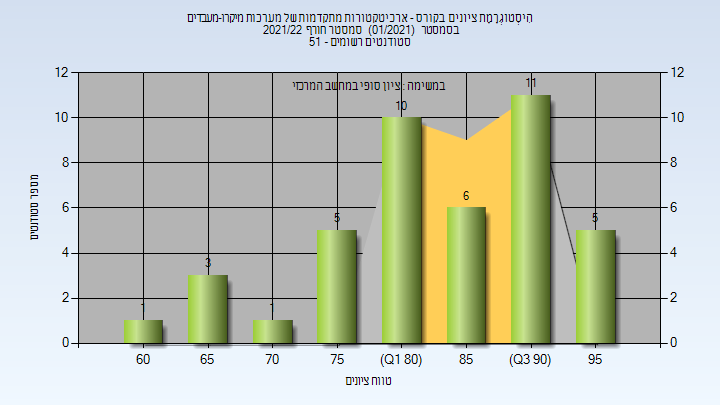 היסטוגרמת ציונים בקורס - ארכיטקטורות מתקדמות של מערכות מיקרו-מעבדים
בסמסטר (01/2021) סמסטר חורף 2021/22
סטודנטים רשומים - 51
במשימה : ציון סופי במחשב המרכזי
12 12
10 10
8 8
6 6
4 4
2 2
0 0
1 3 1 5 10 6 11 5
מספר סטודנטים
60 65 70 75 (Q1 80) 85 (Q3 90) 95
טווח ציונים